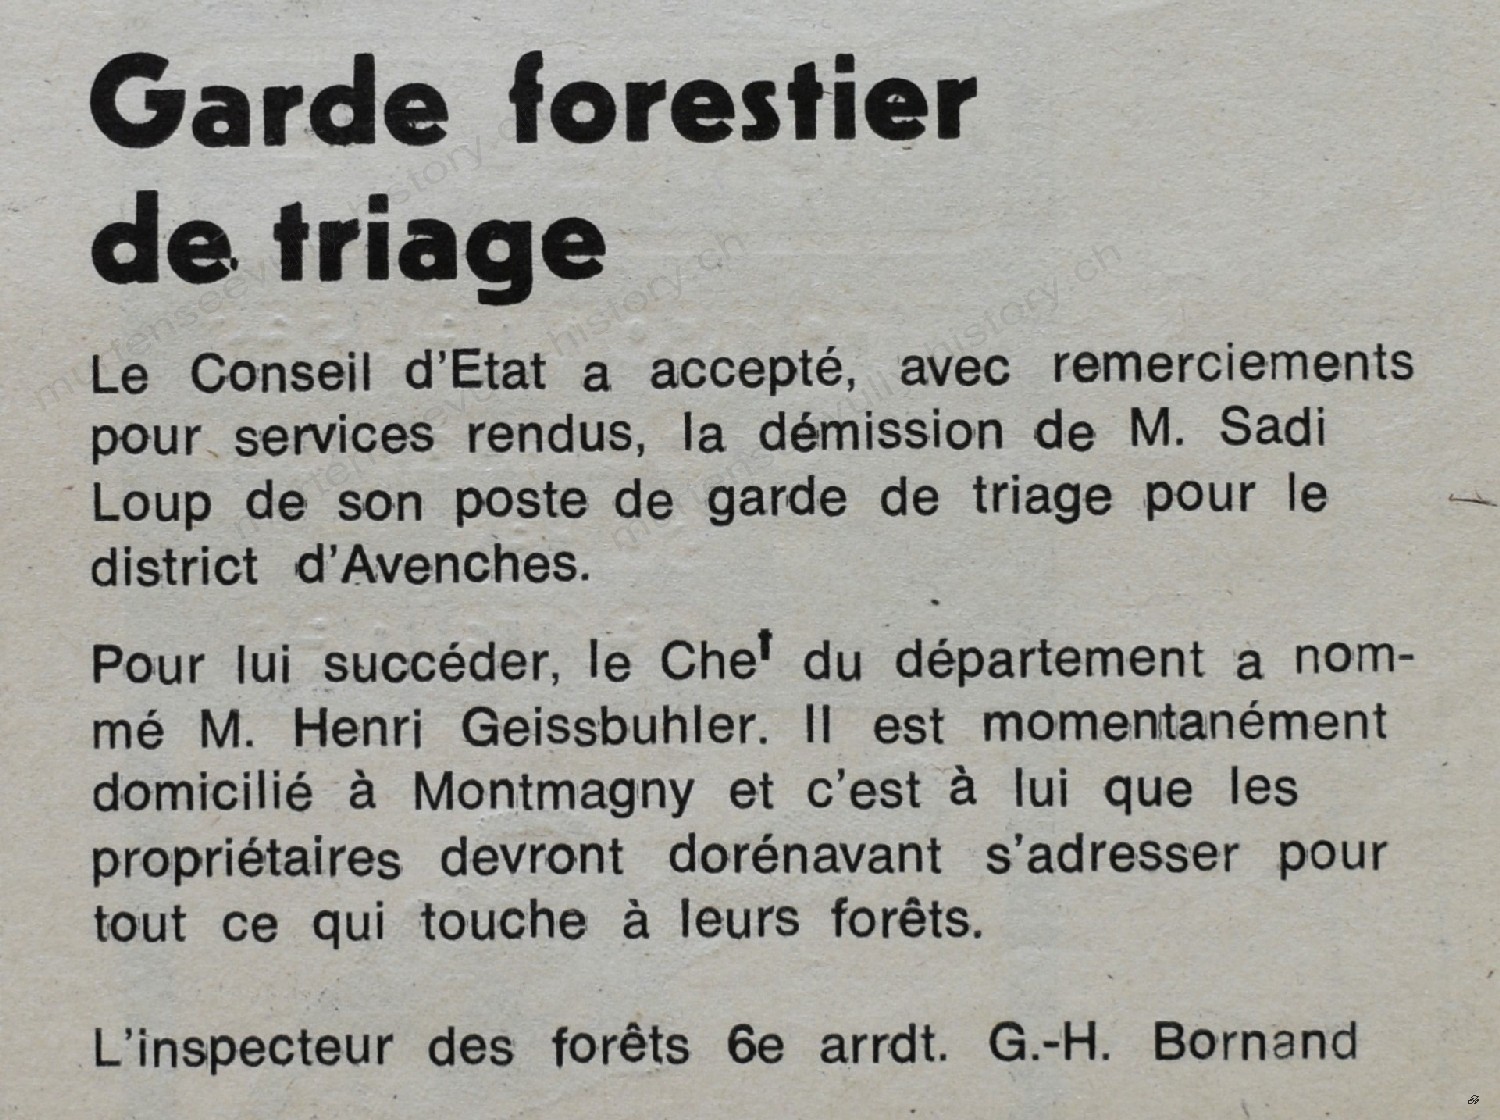 Garde forestier
de triage
Le Conseil d'Etat a accepté, avec remerciements
pour services rendus, la démission de M. Sadi
Loup de son poste de garde de triage pour le
district d'Avenches.
Pour lui succéder, le Chef du département a nom-
mé M. Henri Geissbuhler. Il est momentanément
domicilié à Montmagny et c'est à lui que les
propriétaires devront dorénavant s'adresser pour
tout ce qui touche à leurs forêts.
L'inspecteur des forêts 6e arrdt. G.-H. Bornand